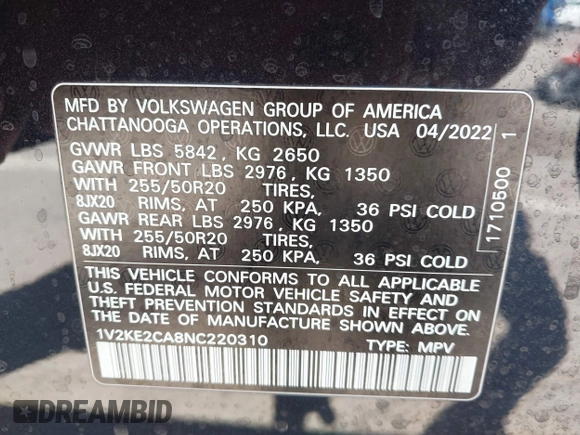 MFD BY VOLKSWAGEN GROUP OF AMERICA
CHATTANOOGA OPERATIONS, LLC. USA 04/2022
GVWR LBS 5842, KG 2650
GAWR FRONT LBS 2976, KG 1350
WITH 255/50R20 TIRES,
8JX20 RIMS, AT 250 KPA, 36 PSI COLD
GAWR REAR LBS 2976, KG 1350
WITH 255/50R20 TIRES,
8JX20 RIMS, AT 250 KPA, 36 PSI COLD
THIS VEHICLE CONFORMS TO ALL APPLICABLE
U.S. FEDERAL MOTOR VEHICLE SAFETY AND
THEFT PREVENTION STANDARDS IN EFFECT ON
THE DATE OF MANUFACTURE SHOWN ABOVE.
1V2KE2CA8NC220310 TYPE: MPV
1710500 1
DREAMBID